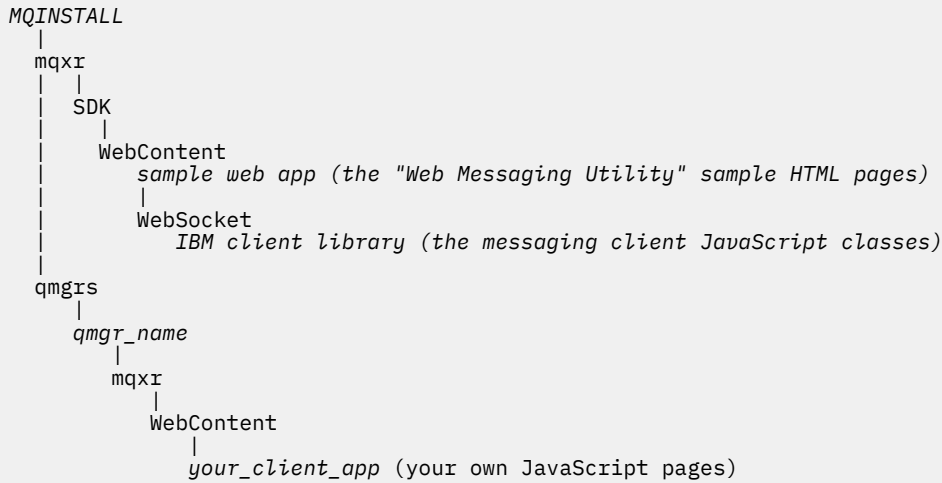 MQINSTALL
  |
  mqxr
  |  |
  |  SDK
  |    |
  |    WebContent
  |       sample web app (the "Web Messaging Utility" sample HTML pages)
  |       |
  |       WebSocket
  |          IBM client library (the messaging client JavaScript classes)
  |
  qmgrs
     |
     qmgr_name
        |
        mqxr
           |
           WebContent
              |
              your_client_app (your own JavaScript pages)